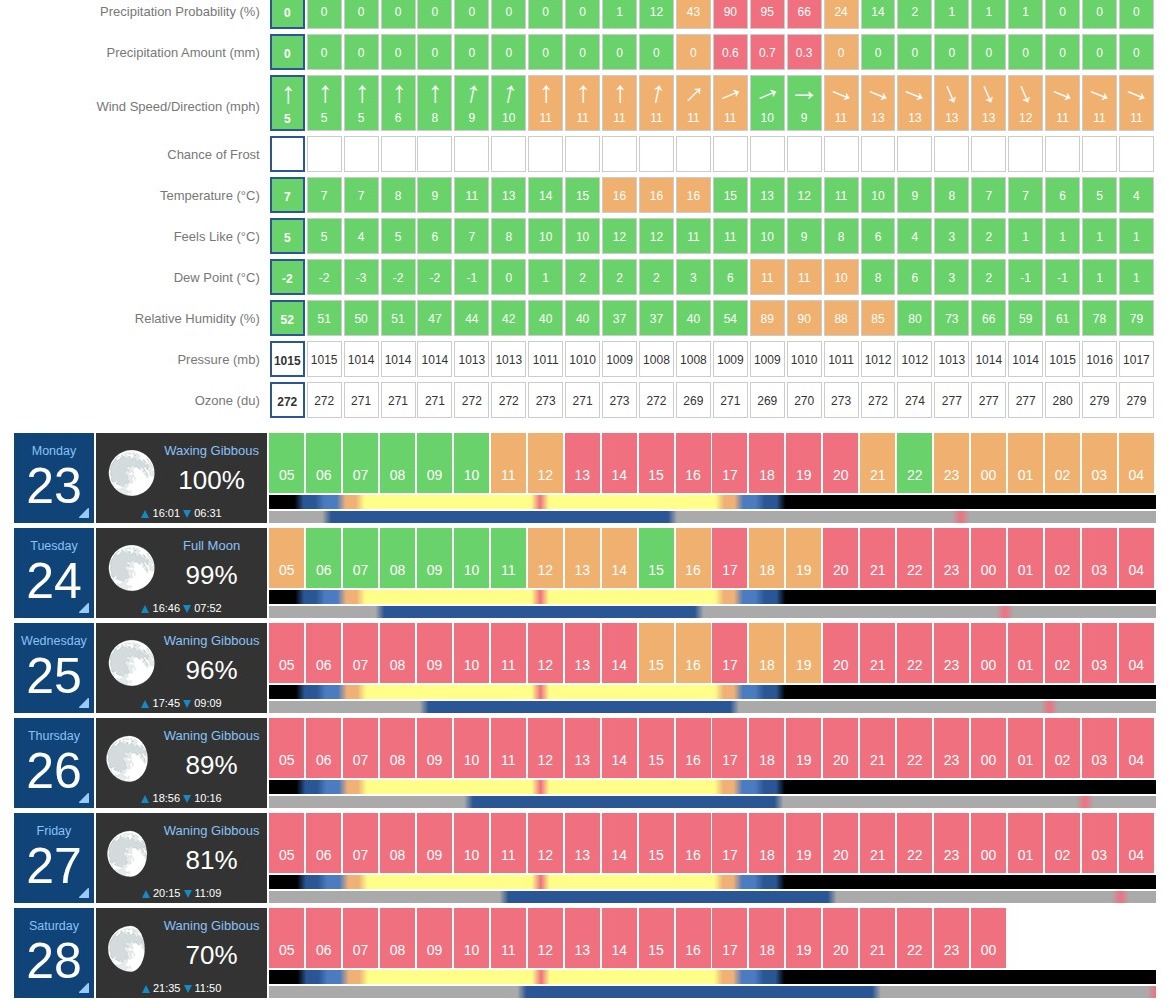 Precipitation Probability (%) 0 0 0 0 0 0 0 0 0 1 12 43 90 95 66 24 14 2 1 1 1 0 0 0
Precipitation Amount (mm) 0 0 0 0 0 0 0 0 0 0 0 0 0.6 0.7 0.3 0 0 0 0 0 0 0 0 0
Wind Speed/Direction (mph) 5 5 5 6 8 9 10 11 11 11 11 11 11 10 9 11 13 13 13 13 12 11 11 11
Chance of Frost
Temperature (°C) 7 7 7 8 9 11 13 14 15 16 16 16 15 13 12 11 10 9 8 7 7 6 5 4
Feels Like (°C) 5 5 4 5 6 7 8 10 10 12 12 11 11 10 9 8 6 4 3 2 1 1 1 1
Dew Point (°C) -2 -2 -3 -2 -2 -1 0 1 2 2 2 3 6 11 11 10 8 6 3 2 -1 -1 1 1
Relative Humidity (%) 52 51 50 51 47 44 42 40 40 37 37 40 54 89 90 88 85 80 73 66 59 61 78 79
Pressure (mb) 1015 1015 1014 1014 1014 1013 1013 1011 1010 1009 1008 1008 1009 1009 1010 1011 1012 1012 1013 1014 1014 1015 1016 1017
Ozone (du) 272 272 271 271 271 272 272 273 271 273 272 269 271 269 270 273 272 274 277 277 277 280 279 279
Monday
23
Waxing Gibbous
100%
16:01 06:31
05 06 07 08 09 10 11 12 13 14 15 16 17 18 19 20 21 22 23 00 01 02 03 04
Tuesday
24
Full Moon
99%
16:46 07:52
05 06 07 08 09 10 11 12 13 14 15 16 17 18 19 20 21 22 23 00 01 02 03 04
Wednesday
25
Waning Gibbous
96%
17:45 09:09
05 06 07 08 09 10 11 12 13 14 15 16 17 18 19 20 21 22 23 00 01 02 03 04
Thursday
26
Waning Gibbous
89%
18:56 10:16
05 06 07 08 09 10 11 12 13 14 15 16 17 18 19 20 21 22 23 00 01 02 03 04
Friday
27
Waning Gibbous
81%
20:15 11:09
05 06 07 08 09 10 11 12 13 14 15 16 17 18 19 20 21 22 23 00 01 02 03 04
Saturday
28
Waning Gibbous
70%
21:35 11:50
05 06 07 08 09 10 11 12 13 14 15 16 17 18 19 20 21 22 23 00